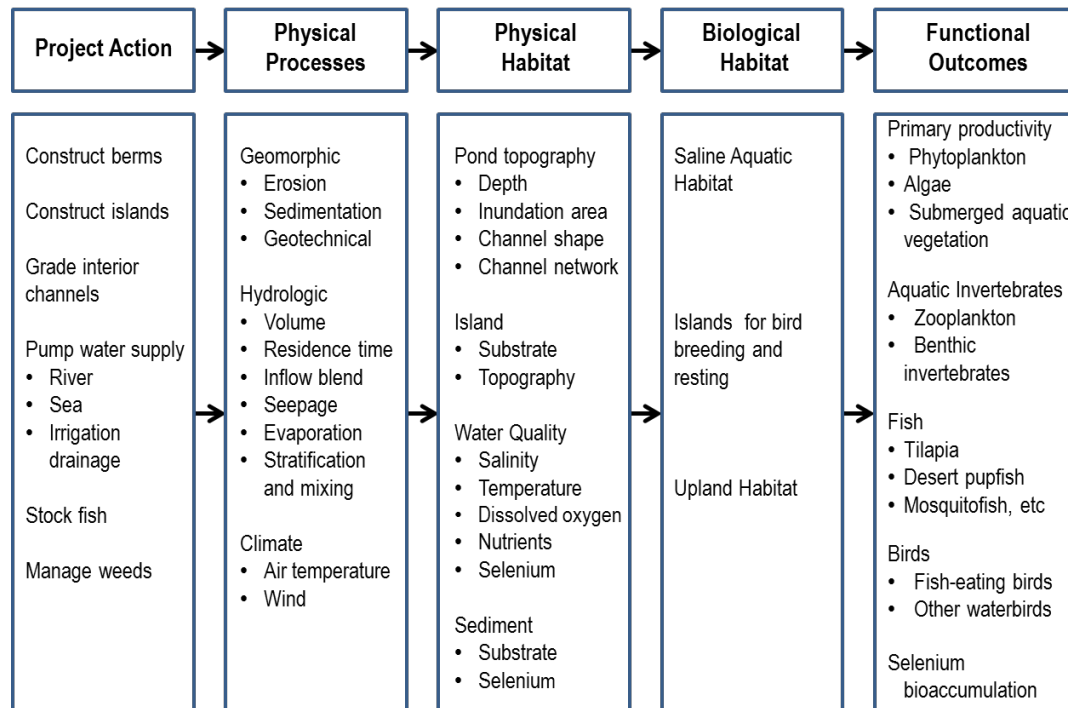 Project Action
Physical
Processes
Physical
Habitat
Biological
Habitat
Functional
Outcomes
Construct berms
Construct islands
Grade interior
channels
Pump water supply
• River
• Sea
• Irrigation
drainage
Stock fish
Manage weeds
Geomorphic
• Erosion
• Sedimentation
• Geotechnical
Hydrologic
• Volume
• Residence time
• Inflow blend
• Seepage
• Evaporation
• Stratification
and mixing
Climate
• Air temperature
• Wind
Pond topography
• Depth
• Inundation area
• Channel shape
• Channel network
Island
• Substrate
• Topography
Water Quality
• Salinity
• Temperature
• Dissolved oxygen
• Nutrients
• Selenium
Sediment
• Substrate
• Selenium
Saline Aquatic
Habitat
Islands for bird
breeding and
resting
Upland Habitat
Primary productivity
• Phytoplankton
• Algae
• Submerged aquatic
vegetation
Aquatic Invertebrates
• Zooplankton
• Benthic
invertebrates
Fish
• Tilapia
• Desert pupfish
• Mosquitofish, etc
Birds
• Fish-eating birds
• Other waterbirds
Selenium
bioaccumulation